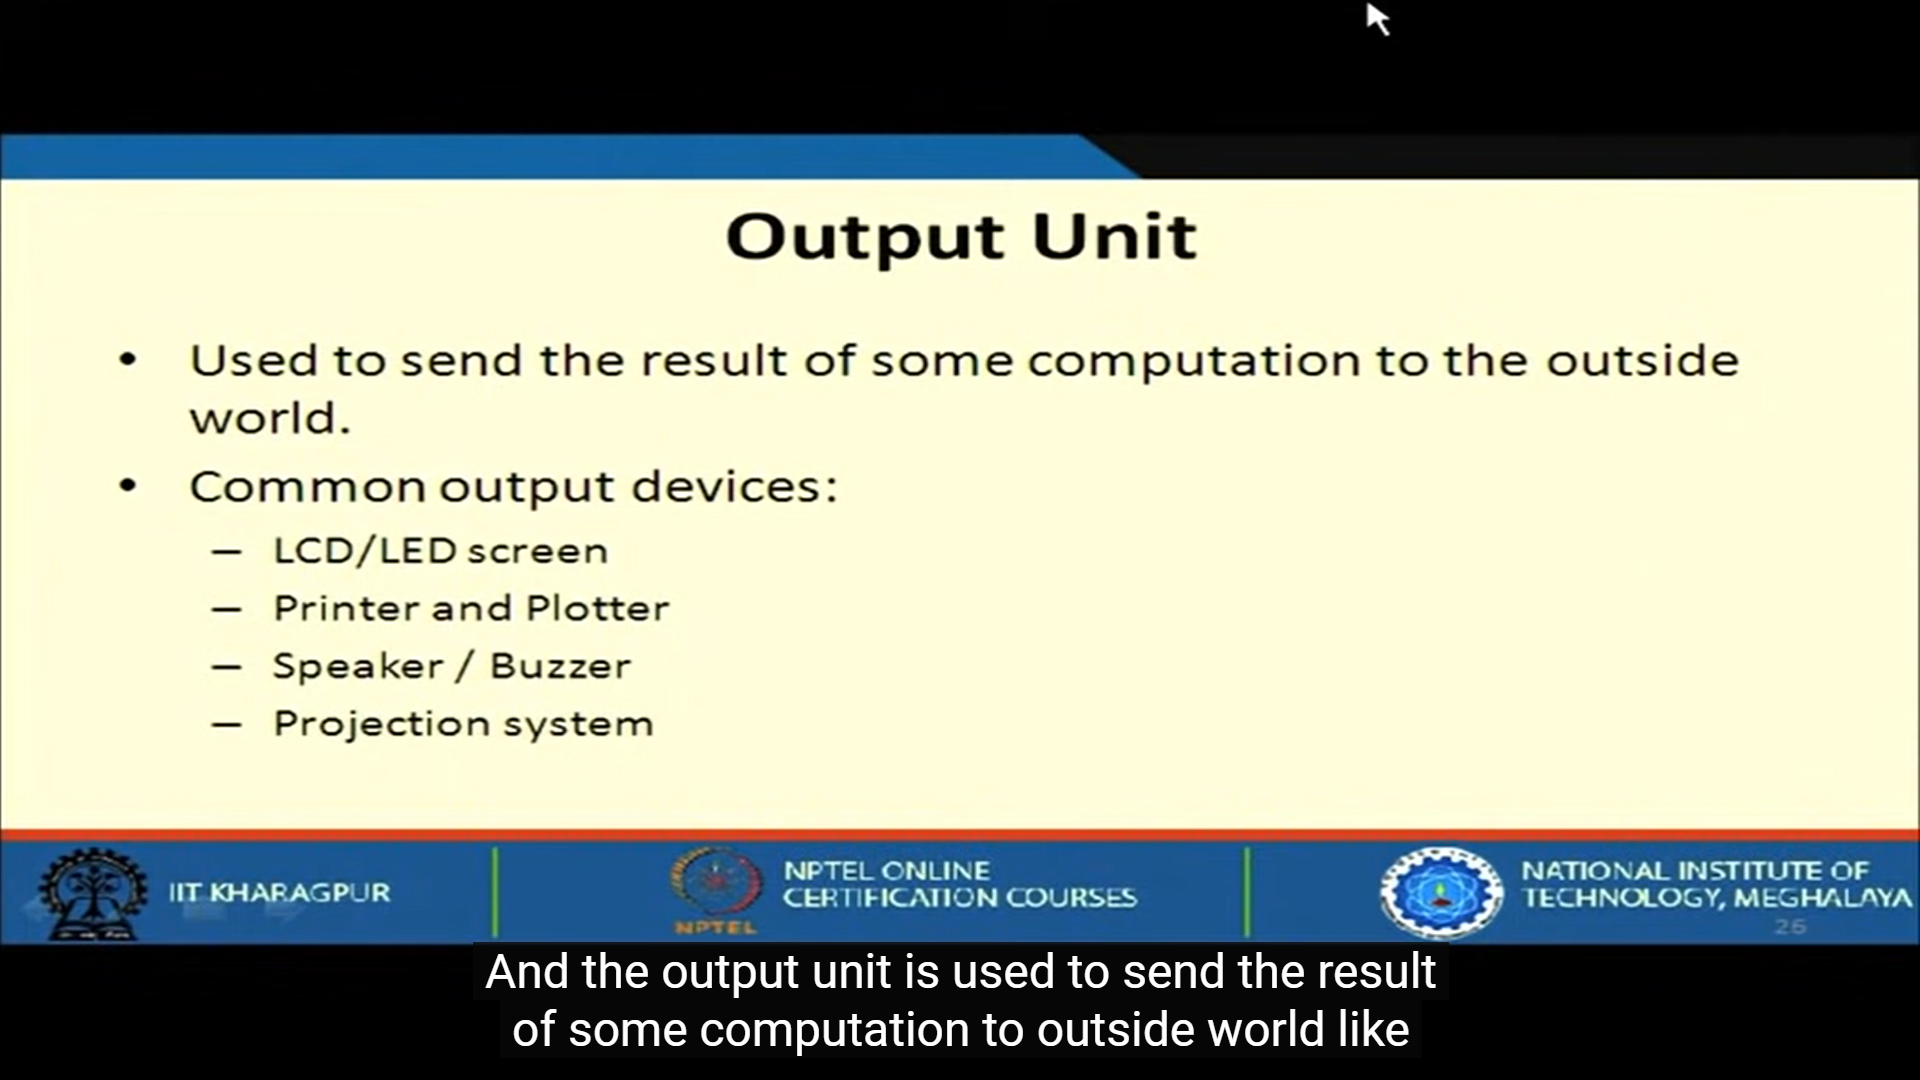 Output Unit
• Used to send the result of some computation to the outside
world.
• Common output devices:
– LCD/LED screen
– Printer and Plotter
– Speaker / Buzzer
– Projection system
IIT KHARAGPUR
NPTEL
NPTEL ONLINE
CERTIFICATION COURSES
NATIONAL INSTITUTE OF
TECHNOLOGY, MEGHALAYA
26
And the output unit is used to send the result
of some computation to outside world like